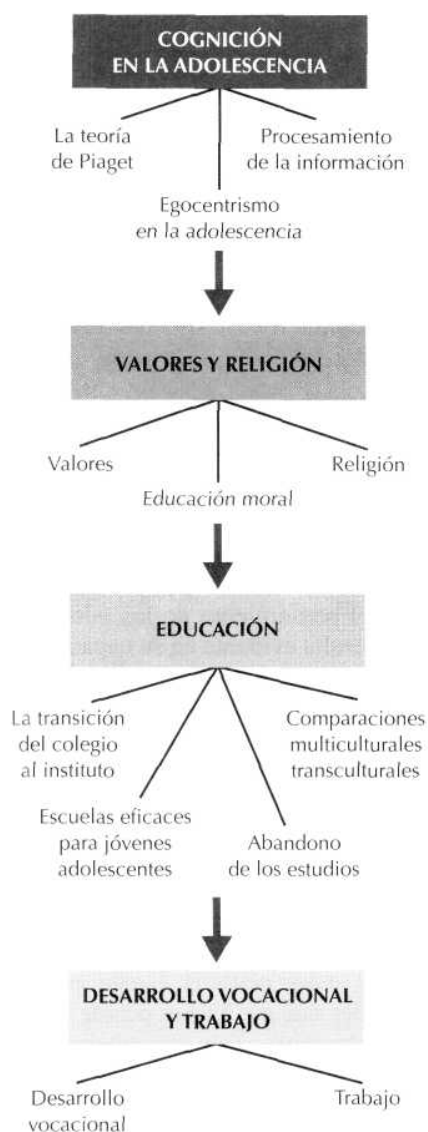 COGNICIÓN
EN LA ADOLESCENCIA
La teoría
de Piaget
Procesamiento
de la información
Egocentrismo
en la adolescencia
VALORES Y RELIGIÓN
Valores
Religión
Educación moral
EDUCACIÓN
La transición
del colegio
al instituto
Comparaciones
multiculturales
transculturales
Escuelas eficaces
para jóvenes
adolescentes
Abandono
de los estudios
DESARROLLO VOCACIONAL
Y TRABAJO
Desarrollo
vocacional
Trabajo